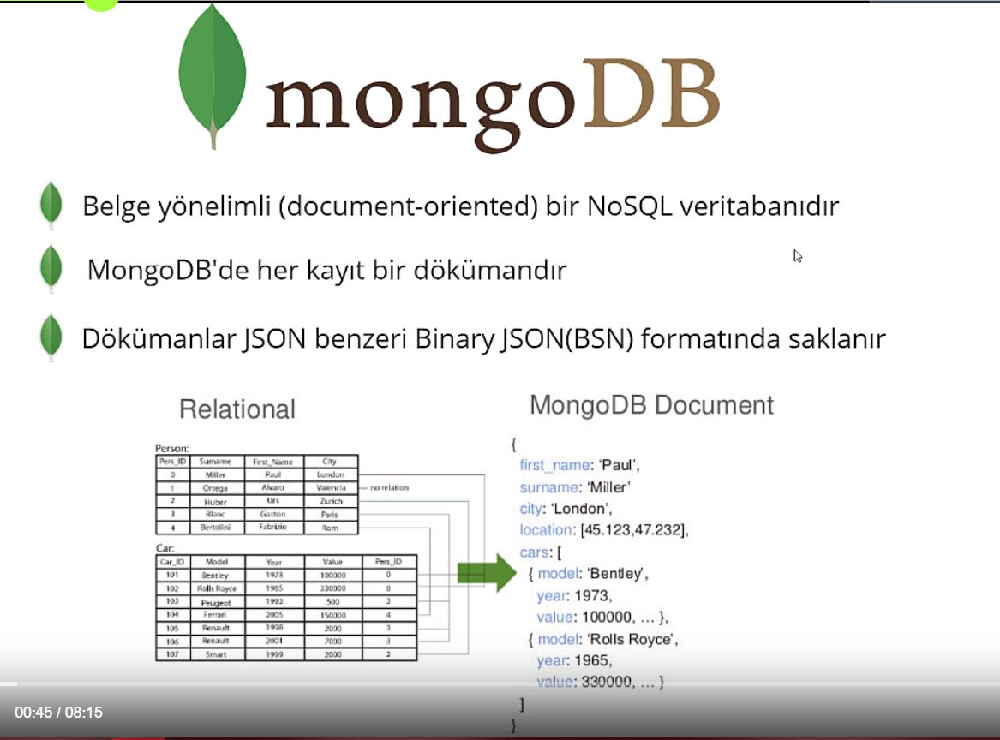 mongoDB
Belge yönelimli (document-oriented) bir NoSQL veritabanıdır
MongoDB'de her kayıt bir dökümandır
Dökümanlar JSON benzeri Binary JSON(BSN) formatında saklanır
Relational
Person:
Pers_ID Surname First_Name City
0 Miller Paul London
1 Ortega Alvaro Valencia no relation
2 Huber Urs Zurich
3 Blanc Gaston Paris
4 Bertolini Fabrizio Rom
Car:
Car_ID Model Year Value Pers_ID
101 Bentley 1973 100000 0
102 Rolls Royce 1965 330000 0
103 Peugeot 1993 500 3
104 Ferrari 2005 150000 4
105 Renault 1998 2000 3
106 Renault 2001 7000 3
107 Smart 1999 2000 2
MongoDB Document
{
first_name: ‘Paul’,
surname: ‘Miller’
city: ‘London’,
location: [45.123,47.232],
cars: [
{ model: ‘Bentley’,
year: 1973,
value: 100000, … },
{ model: ‘Rolls Royce’,
year: 1965,
value: 330000, … }
]
}
00:45 / 08:15